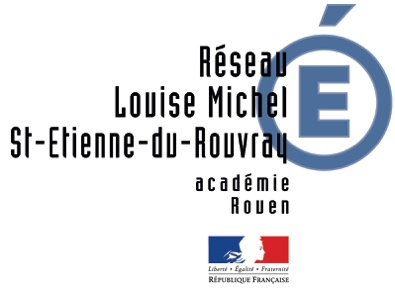 Réseau
Louise Michel
St-Etienne-du-Rouvray
É
académie
Rouen
Liberté • Égalité • Fraternité
RÉPUBLIQUE FRANÇAISE